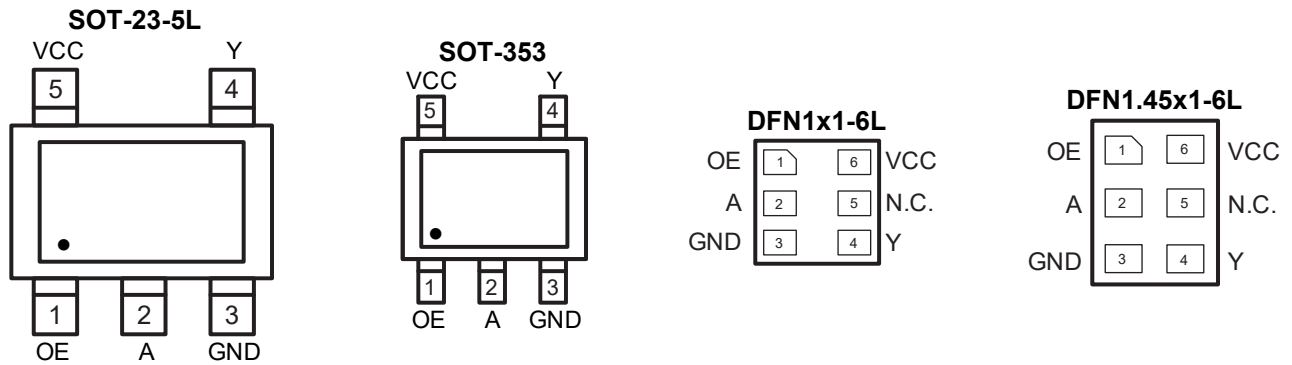 SOT-23-5L
VCC Y
5 4
1 2 3
OE A GND
SOT-353
VCC Y
5 4
1 2 3
OE A GND
DFN1x1-6L
OE 1 6 VCC
A 2 5 N.C.
GND 3 4 Y
DFN1.45x1-6L
OE 1 6 VCC
A 2 5 N.C.
GND 3 4 Y